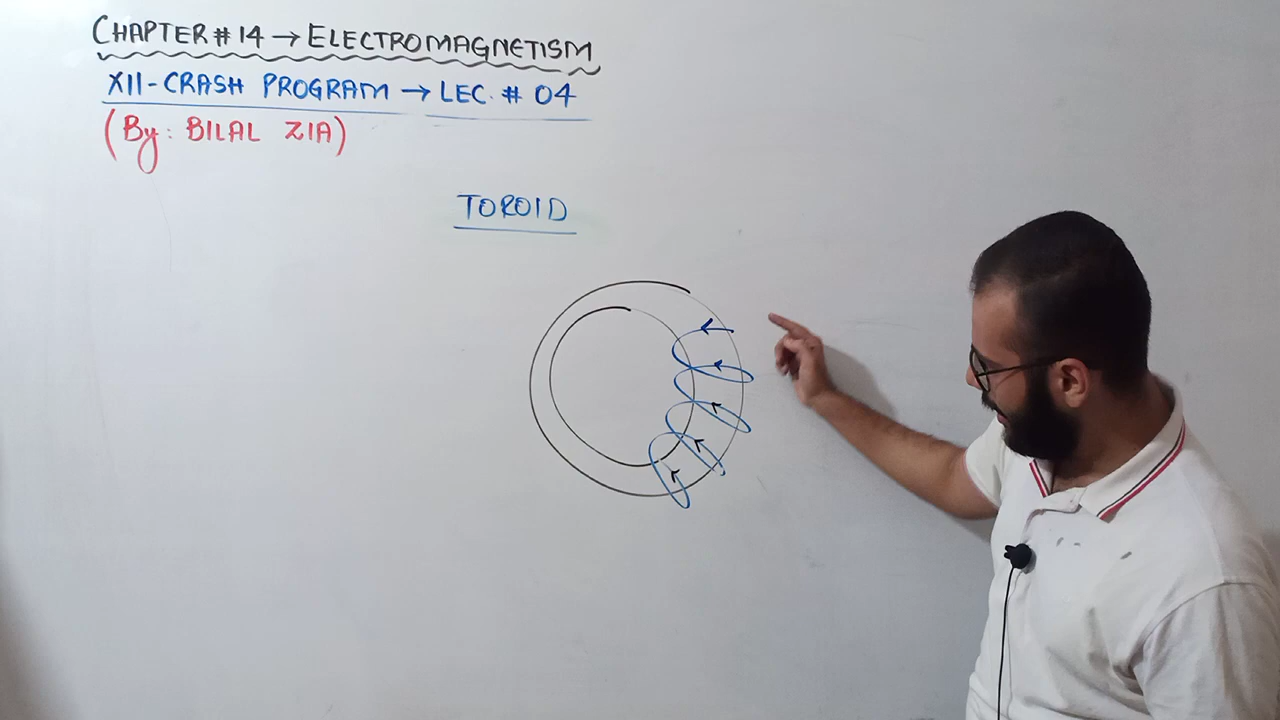 CHAPTER # 14 → ELECTROMAGNETISM
XII-CRASH PROGRAM → LEC. # 04
(By: BILAL ZIA)
TOROID